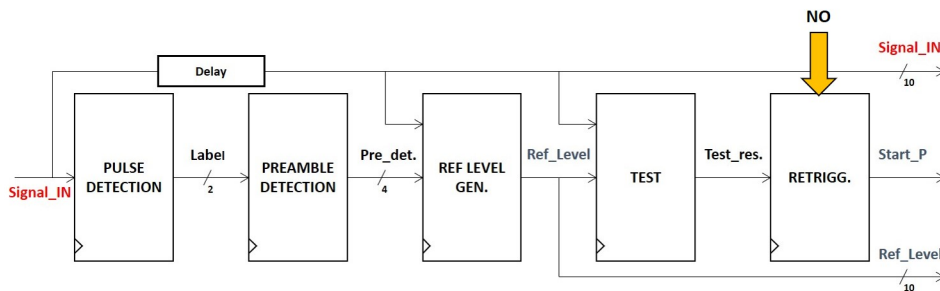 NO
Signal_IN
Delay
10
PULSE
DETECTION
Label
2
PREAMBLE
DETECTION
Pre_det.
4
REF LEVEL
GEN.
Ref_Level
TEST
Test_res.
RETRIGG.
Start_P
Signal_IN
Ref_Level
10